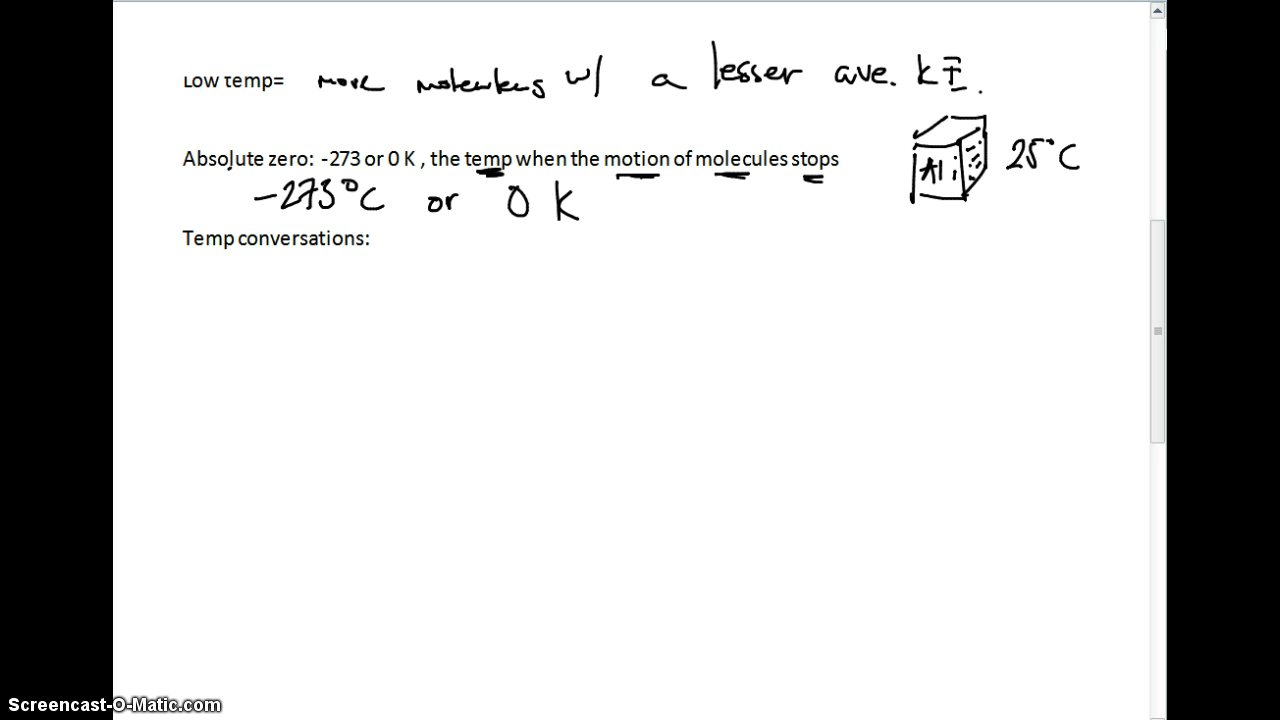 Low temp= more molecules w/ a lesser ave. KE.
Absolute zero: -273 or 0 K , the temp when the motion of molecules stops
Al 25°C
-273°C or 0 K
Temp conversations:
Screencast-O-Matic.com